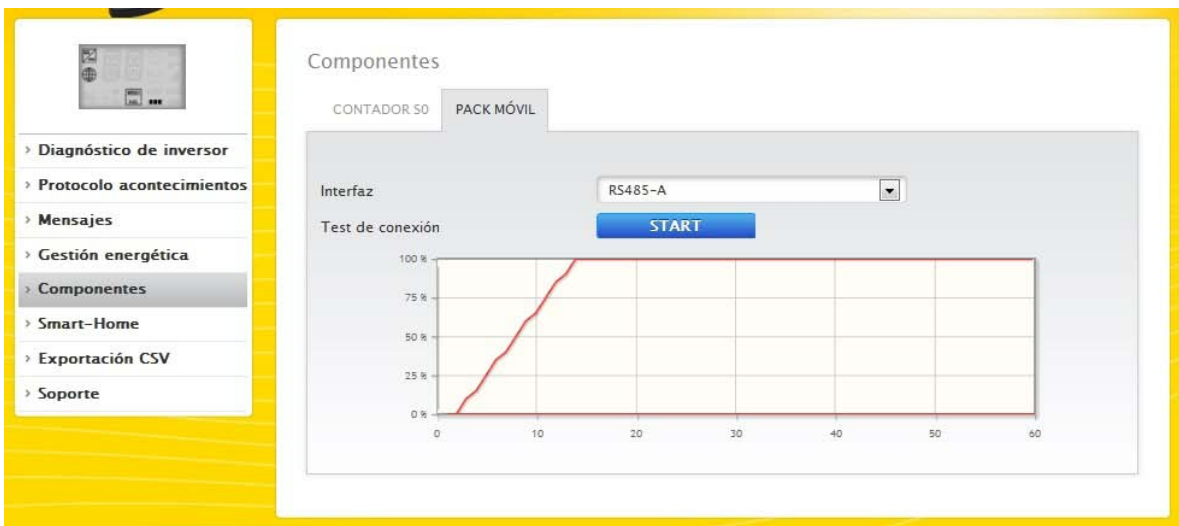 Componentes
CONTADOR S0
PACK MÓVIL
Diagnóstico de inversor
Protocolo acontecimientos
Mensajes
Gestión energética
Componentes
Smart-Home
Exportación CSV
Soporte
Interfaz
RS485-A
Test de conexión
START
100 %
75 %
50 %
25 %
0 %
0 10 20 30 40 50 60